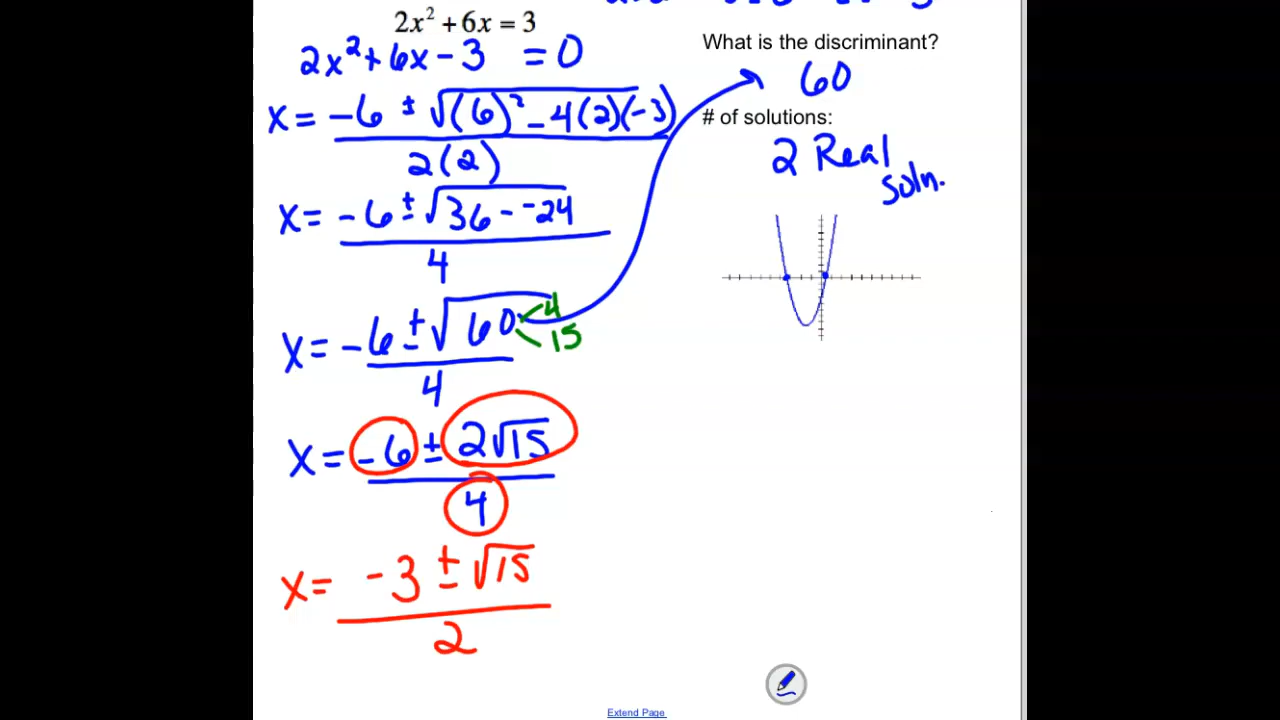 2x² + 6x = 3
2x² + 6x - 3 = 0
x = -6 ± √(6)² - 4(2)(-3)
2(2)
x = -6 ± √36 - -24
4
x = -6 ± √60
4
15
4
x = -6 ± 2√15
4
x = -3 ± √15
2
What is the discriminant?
60
# of solutions:
2 Real
Soln.
Extend Page